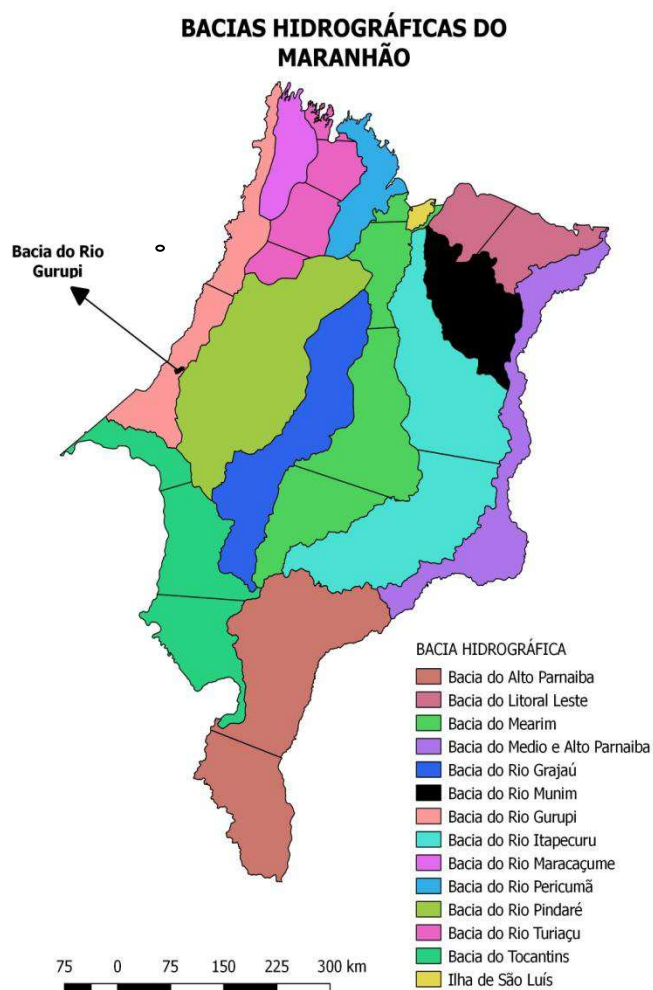 BACIAS HIDROGRÁFICAS DO
MARANHÃO
Bacia do Rio
Gurupi
BACIA HIDROGRÁFICA
Bacia do Alto Parnaiba
Bacia do Litoral Leste
Bacia do Mearim
Bacia do Medio e Alto Parnaiba
Bacia do Rio Grajaú
Bacia do Rio Munim
Bacia do Rio Gurupi
Bacia do Rio Itapecuru
Bacia do Rio Maracaçume
Bacia do Rio Pericumã
Bacia do Rio Pindaré
Bacia do Rio Turiaçu
Bacia do Tocantins
Ilha de São Luís
75 0 75 150 225 300 km